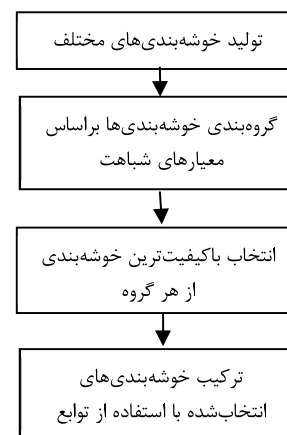 تولید خوشه‌بندی‌های مختلف
گروه‌بندی خوشه‌بندی‌ها براساس
معیارهای شباهت
انتخاب باکیفیت‌ترین خوشه‌بندی
از هر گروه
ترکیب خوشه‌بندی‌های
انتخاب‌شده با استفاده از توابع